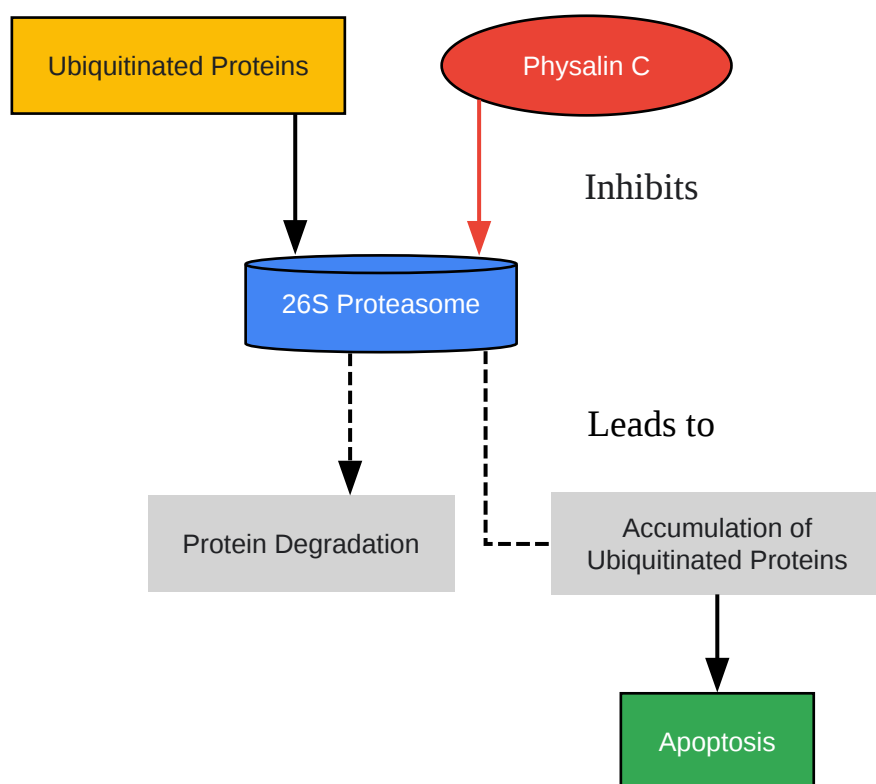 Ubiquitinated Proteins
Physalin C
Inhibits
26S Proteasome
Leads to
Protein Degradation
Accumulation of
Ubiquitinated Proteins
Apoptosis